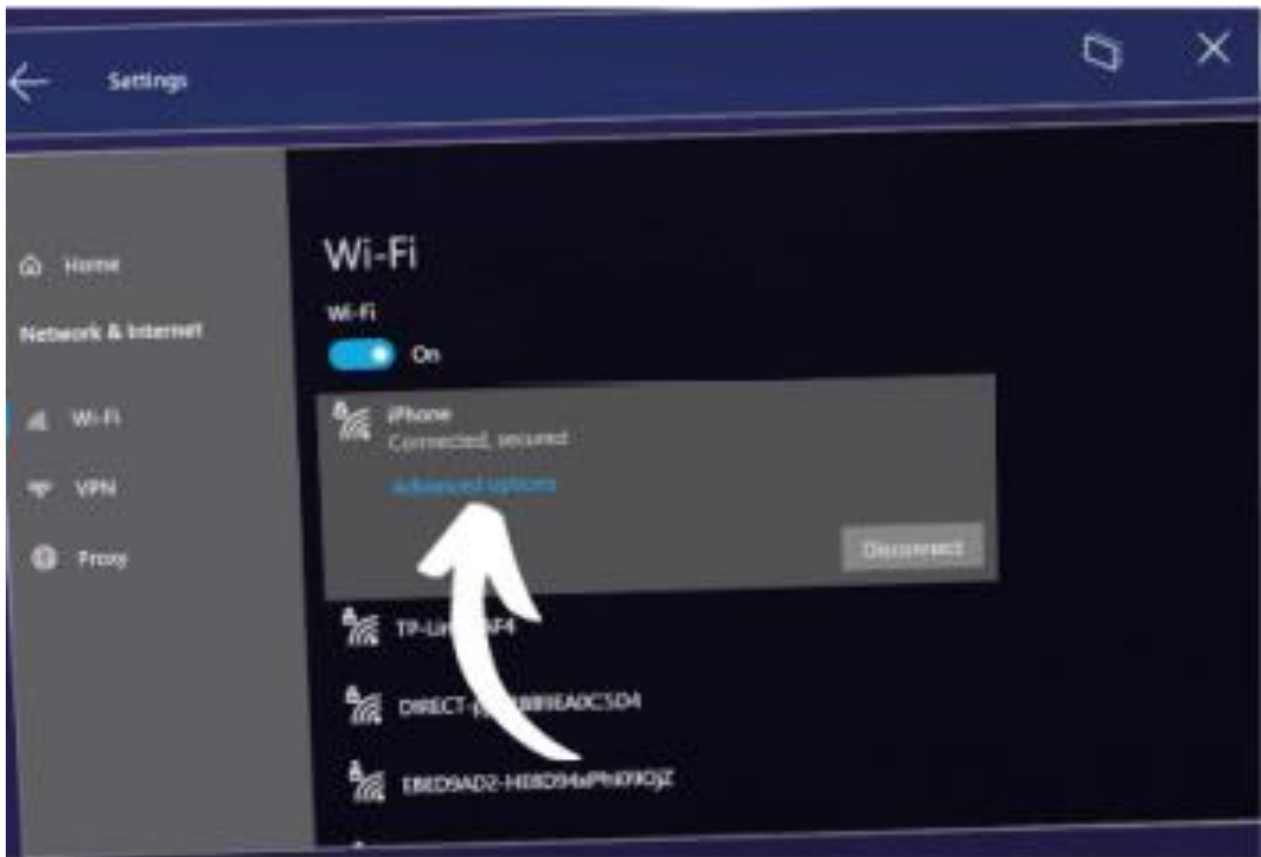 Settings
Home
Network & Internet
Wi-Fi
VPN
Proxy
Wi-Fi
Wi-Fi
On
iPhone
Connected, secured
Advanced options
Disconnect
DIRECT-